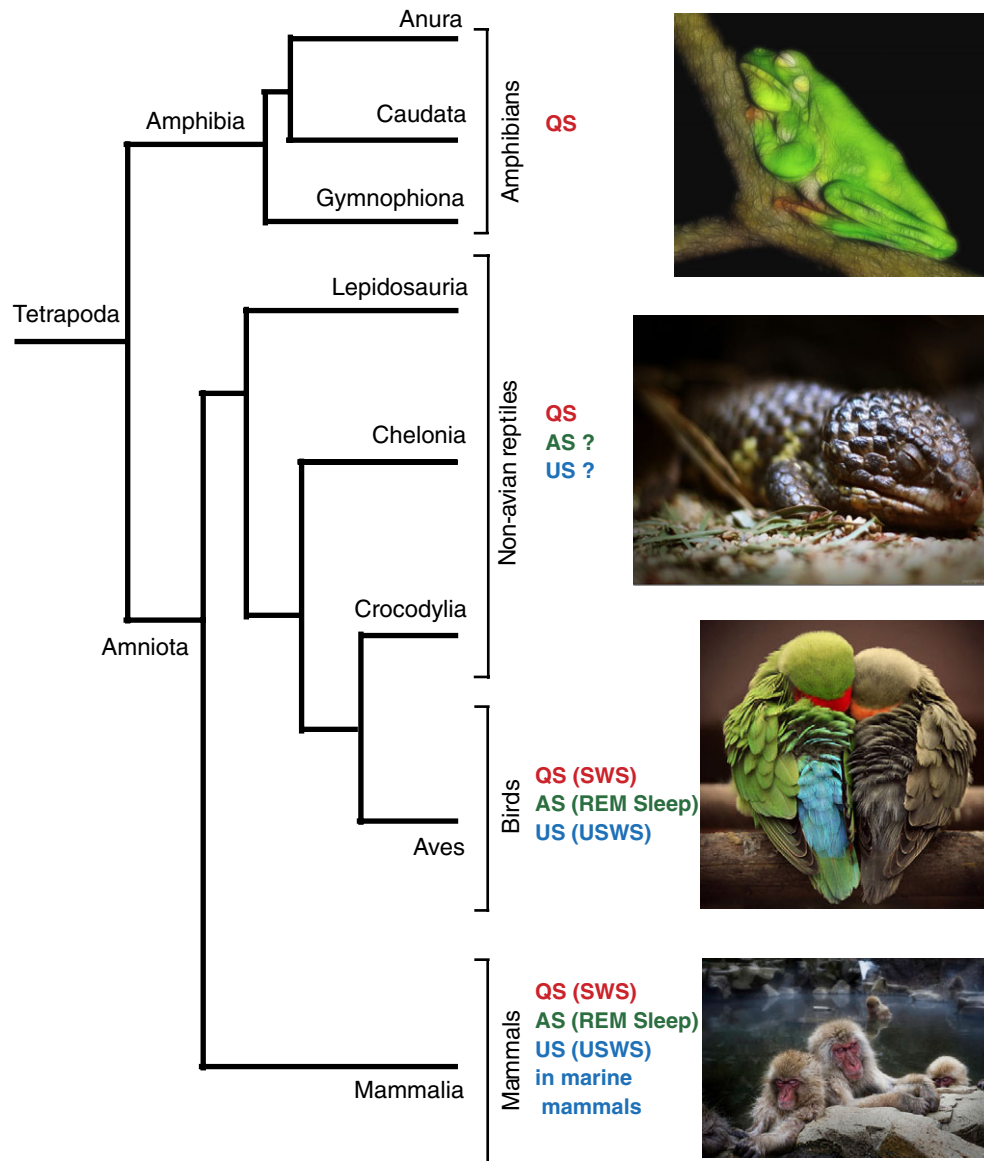 Anura
Caudata
Amphibia
Gymnophiona
Amphibians
QS
Tetrapoda
Lepidosauria
Chelonia
Crocodylia
Non-avian reptiles
QS
AS ?
US ?
Amniota
Aves
Birds
QS (SWS)
AS (REM Sleep)
US (USWS)
Mammalia
Mammals
QS (SWS)
AS (REM Sleep)
US (USWS)
in marine
mammals